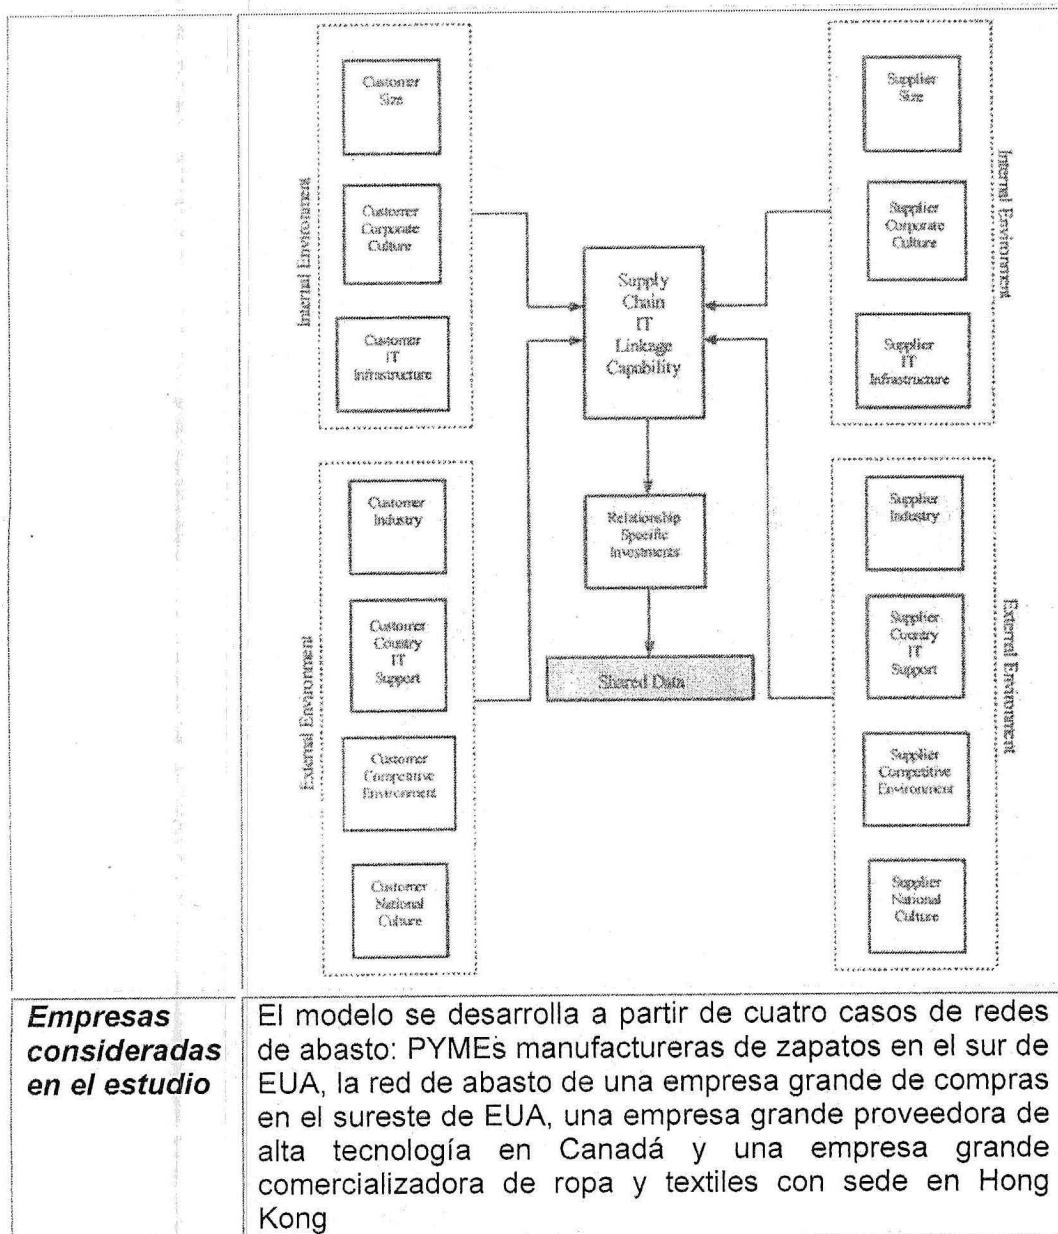 Internal Environment
Customer
Size
Customer
Corporate
Culture
Customer
IT
Infrastructure
External Environment
Customer
Industry
Customer
Country
IT
Support
Customer
Competitive
Environment
Customer
National
Culture
Supply
Chain
IT
Linkage
Capability
Relationship
Specific
Investments
Shared Data
Supplier
Size
Supplier
Corporate
Culture
Supplier
IT
Infrastructure
Internal Environment
Supplier
Industry
Supplier
Country
IT
Support
Supplier
Competitive
Environment
Supplier
National
Culture
External Environment
Empresas
consideradas
en el estudio
El modelo se desarrolla a partir de cuatro casos de redes
de abasto: PYMEs manufactureras de zapatos en el sur de
EUA, la red de abasto de una empresa grande de compras
en el sureste de EUA, una empresa grande proveedora de
alta tecnología en Canadá y una empresa grande
comercializadora de ropa y textiles con sede en Hong
Kong